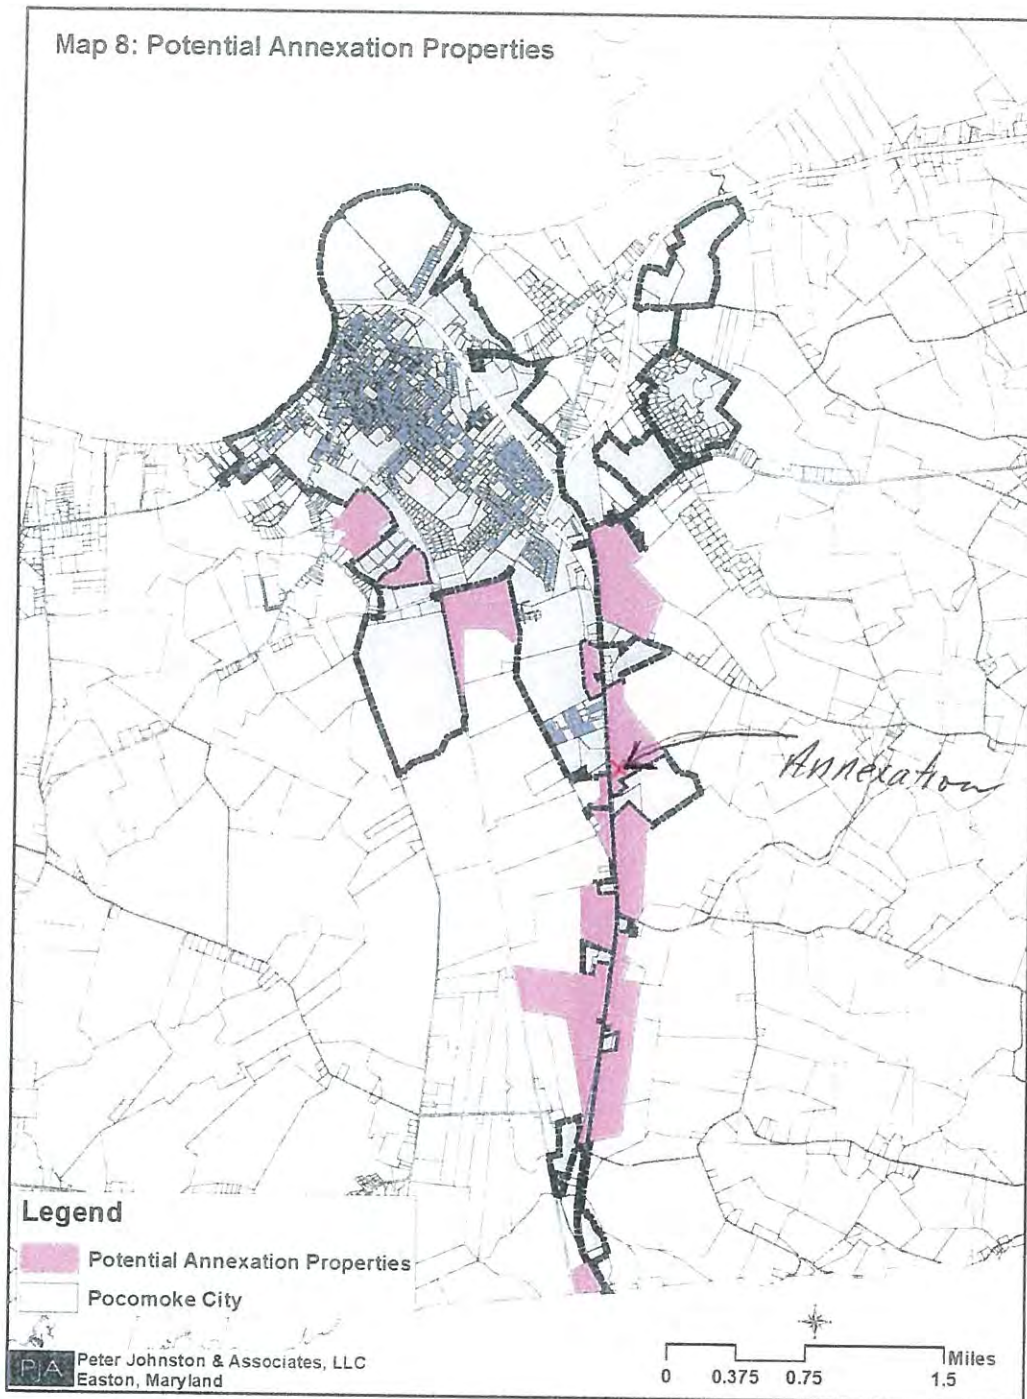 Map 8: Potential Annexation Properties
Annexation
Legend
Potential Annexation Properties
Pocomoke City
PJA
Peter Johnston & Associates, LLC
Easton, Maryland
Miles
0 0.375 0.75 1.5